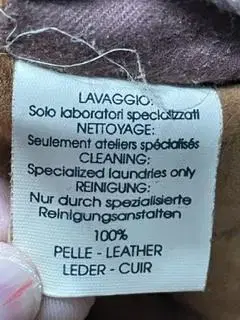 LAVAGGIO:
Solo laboratori specializzati
NETTOYAGE:
Seulement ateliers spécialisés
CLEANING:
Specialized laundries only
REINIGUNG:
Nur durch spezialisierte
Reinigungsanstalten
100%
PELLE - LEATHER
LEDER - CUIR